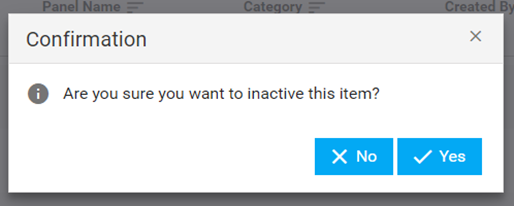 Panel Name Category Created By
Confirmation
Are you sure you want to inactive this item?
No Yes